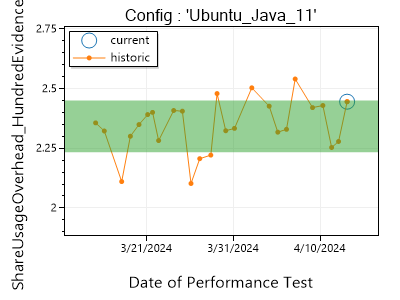 Config : 'Ubuntu_Java_11'
ShareUsageOverhead_HundredEvidence
2.75
2.5
2.25
2
current
historic
3/21/2024
3/31/2024
4/10/2024
Date of Performance Test